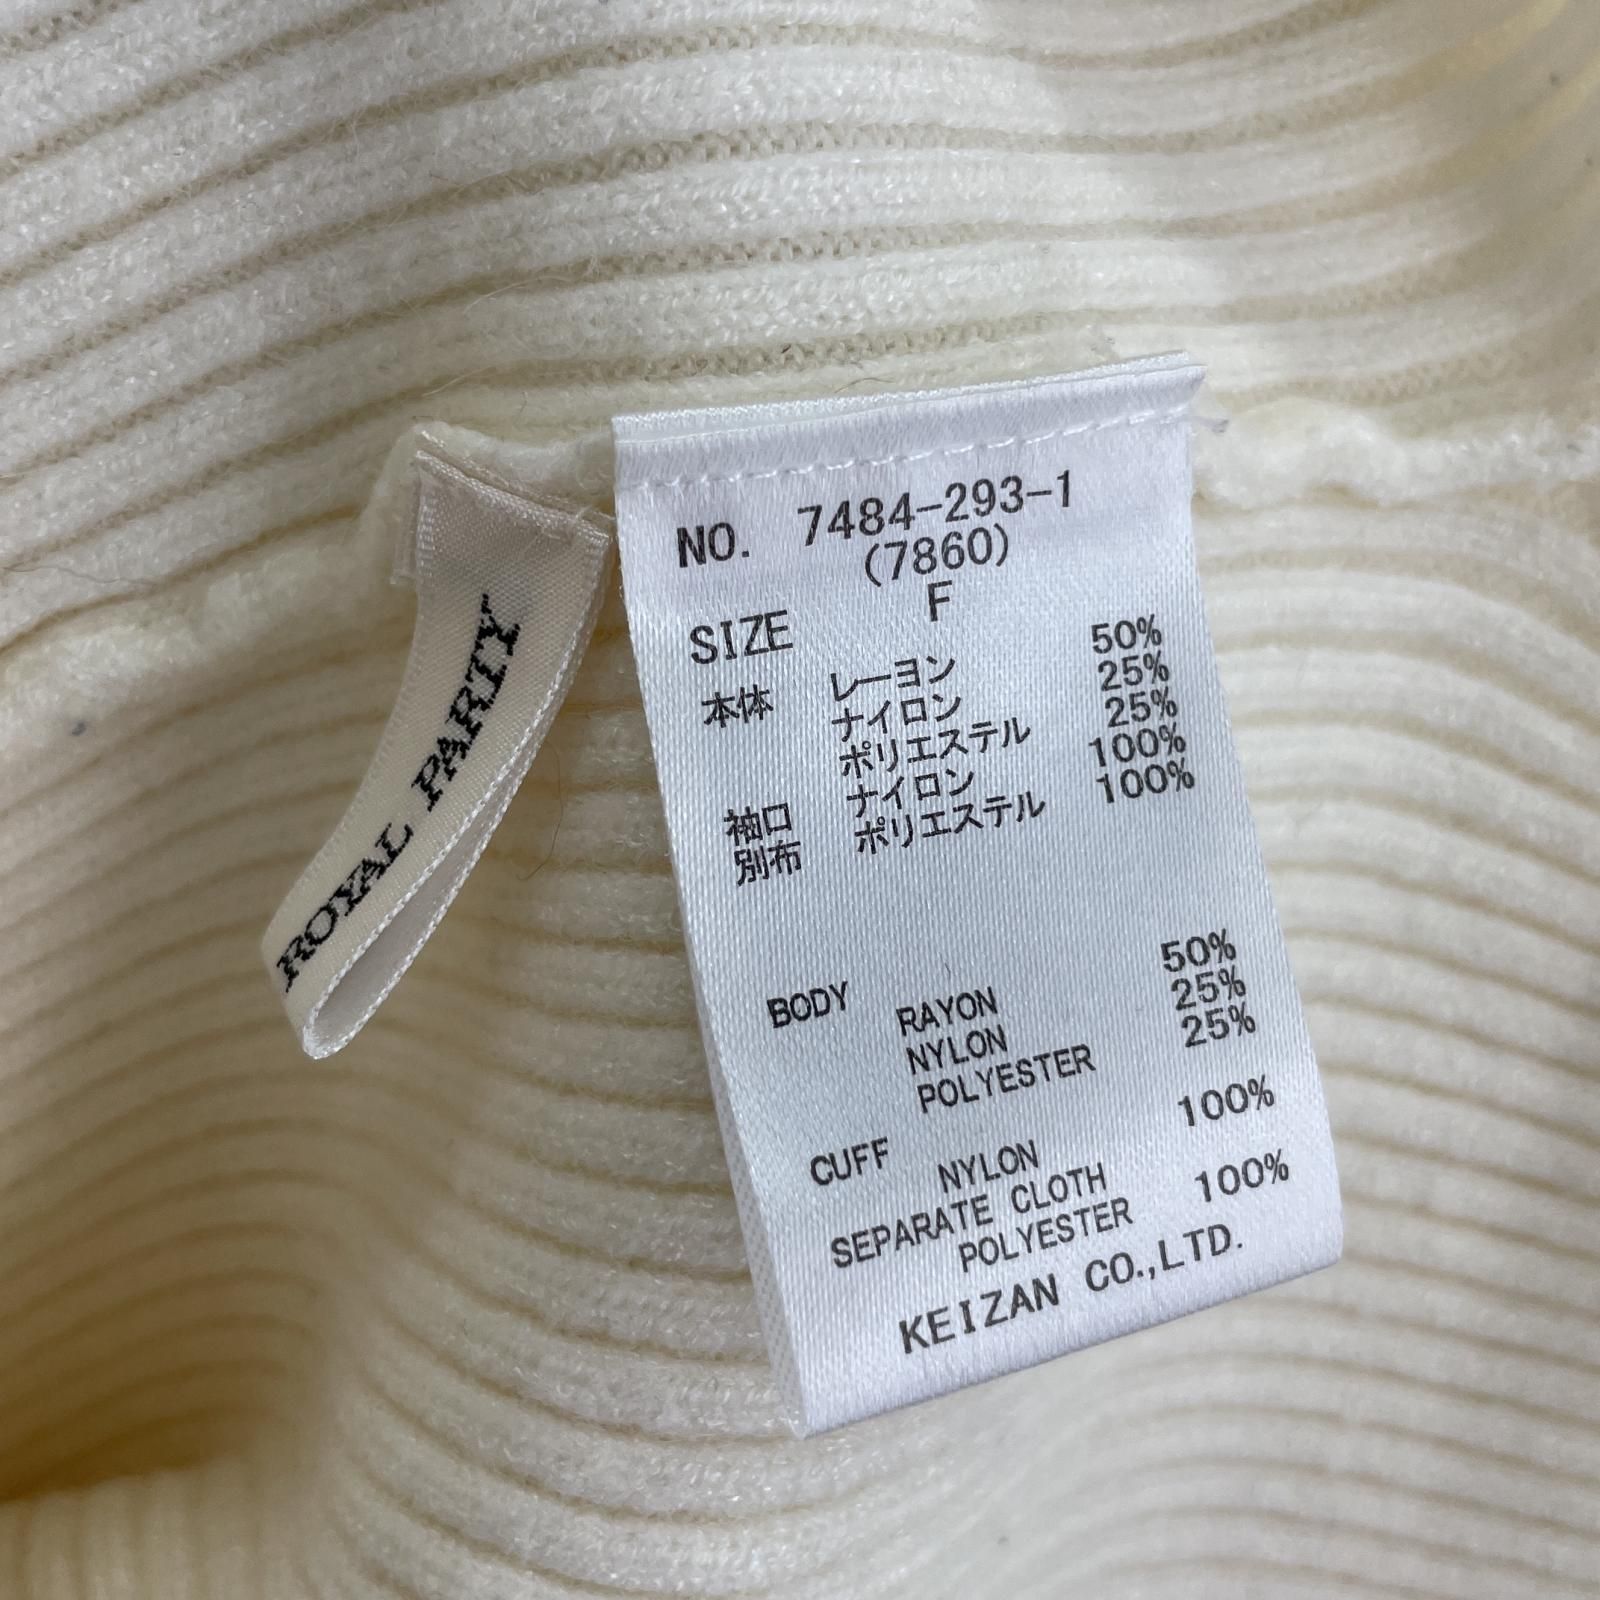 ROYAL PARTY
NO. 7484-293-1
(7860)
SIZE F
本体 レーヨン 50%
ナイロン 25%
ポリエステル 25%
袖口 ナイロン 100%
別布 ポリエステル 100%
BODY RAYON 50%
NYLON 25%
POLYESTER 25%
CUFF NYLON 100%
SEPARATE CLOTH
POLYESTER 100%
KEIZAN CO.,LTD.